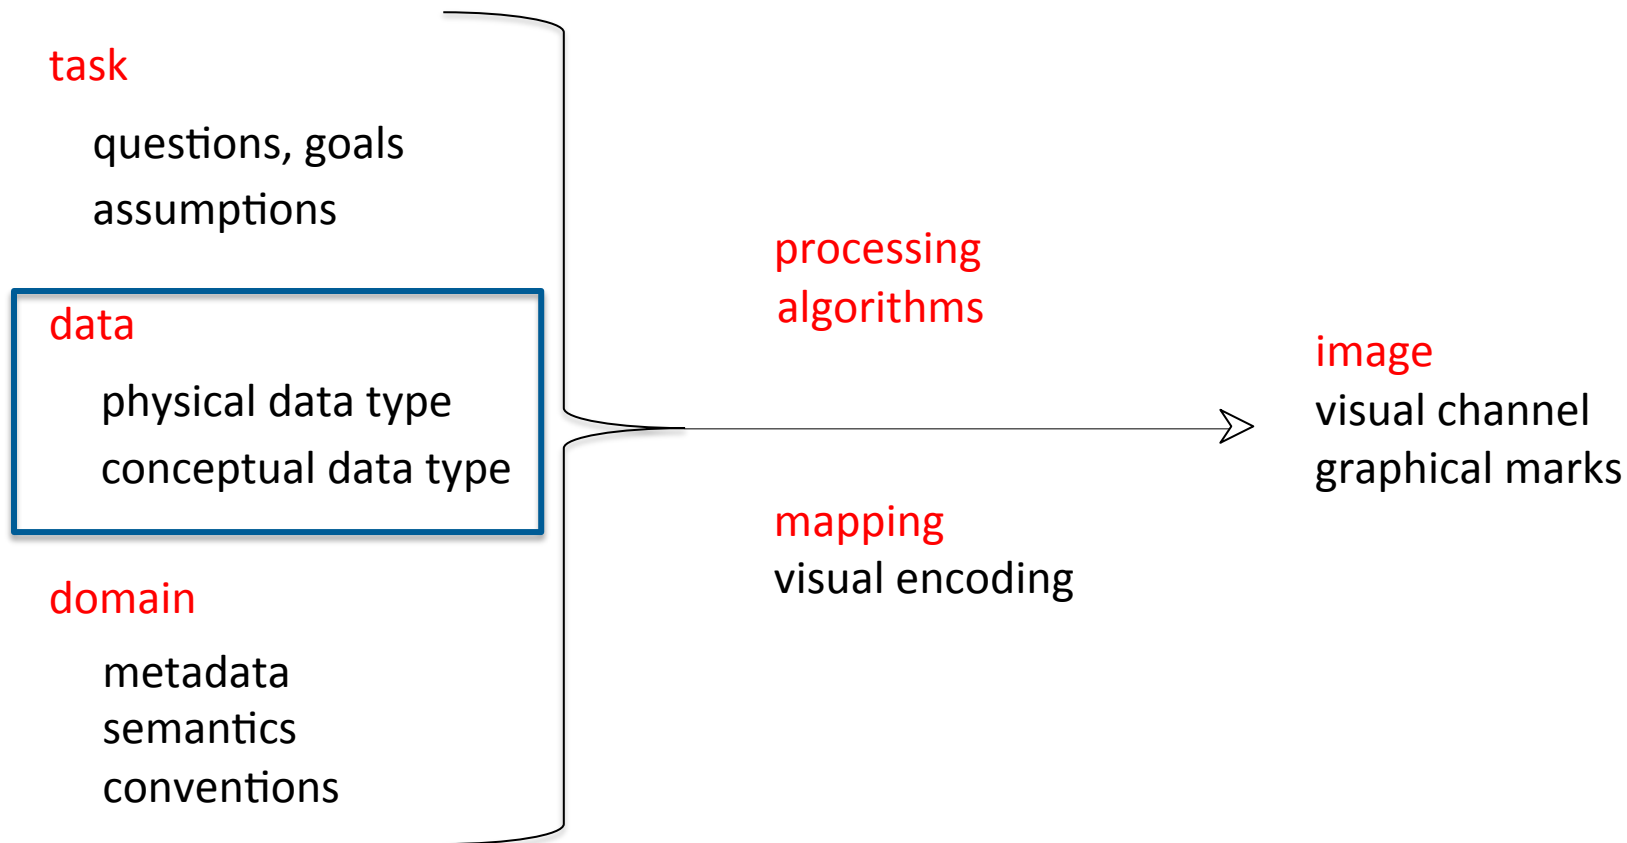 task
questions, goals
assumptions
data
physical data type
conceptual data type
domain
metadata
semantics
conventions
processing
algorithms
mapping
visual encoding
image
visual channel
graphical marks